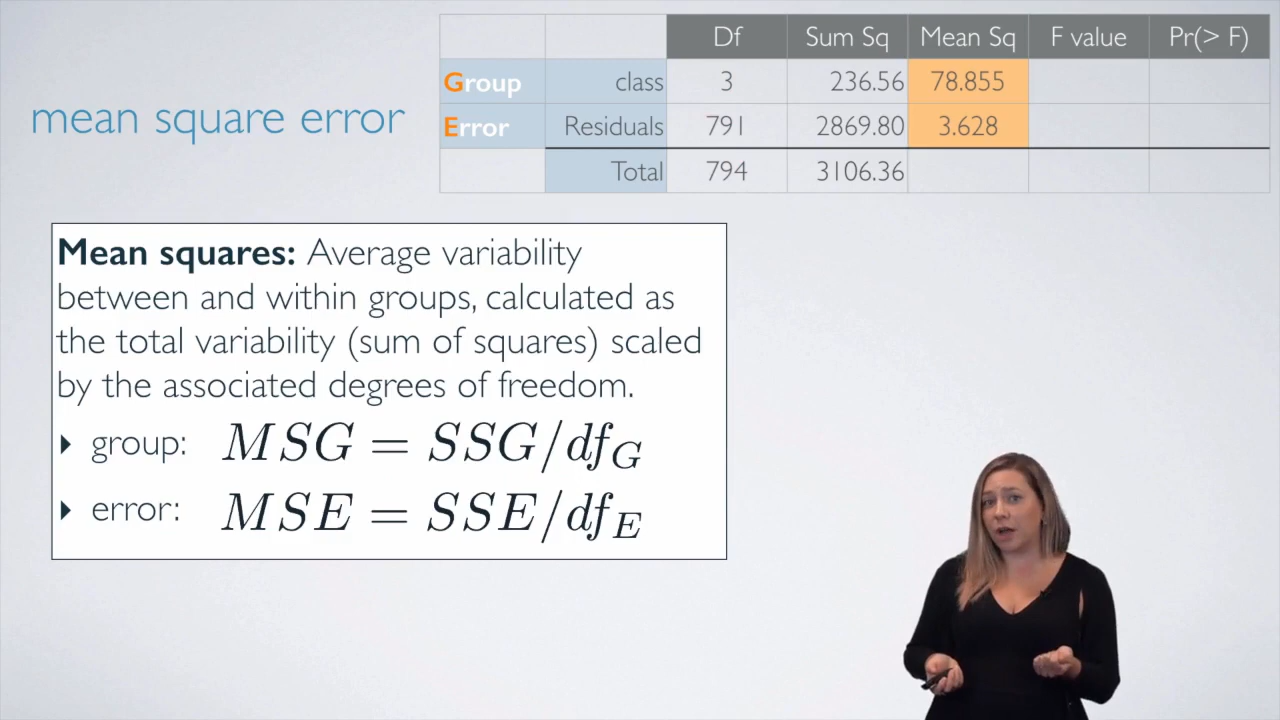 mean square error
Df Sum Sq Mean Sq F value Pr(> F)
Group class 3 236.56 78.855
Error Residuals 791 2869.80 3.628
Total 794 3106.36
Mean squares: Average variability
between and within groups, calculated as
the total variability (sum of squares) scaled
by the associated degrees of freedom.
‣ group: MSG = SSG/df_G
‣ error: MSE = SSE/df_E